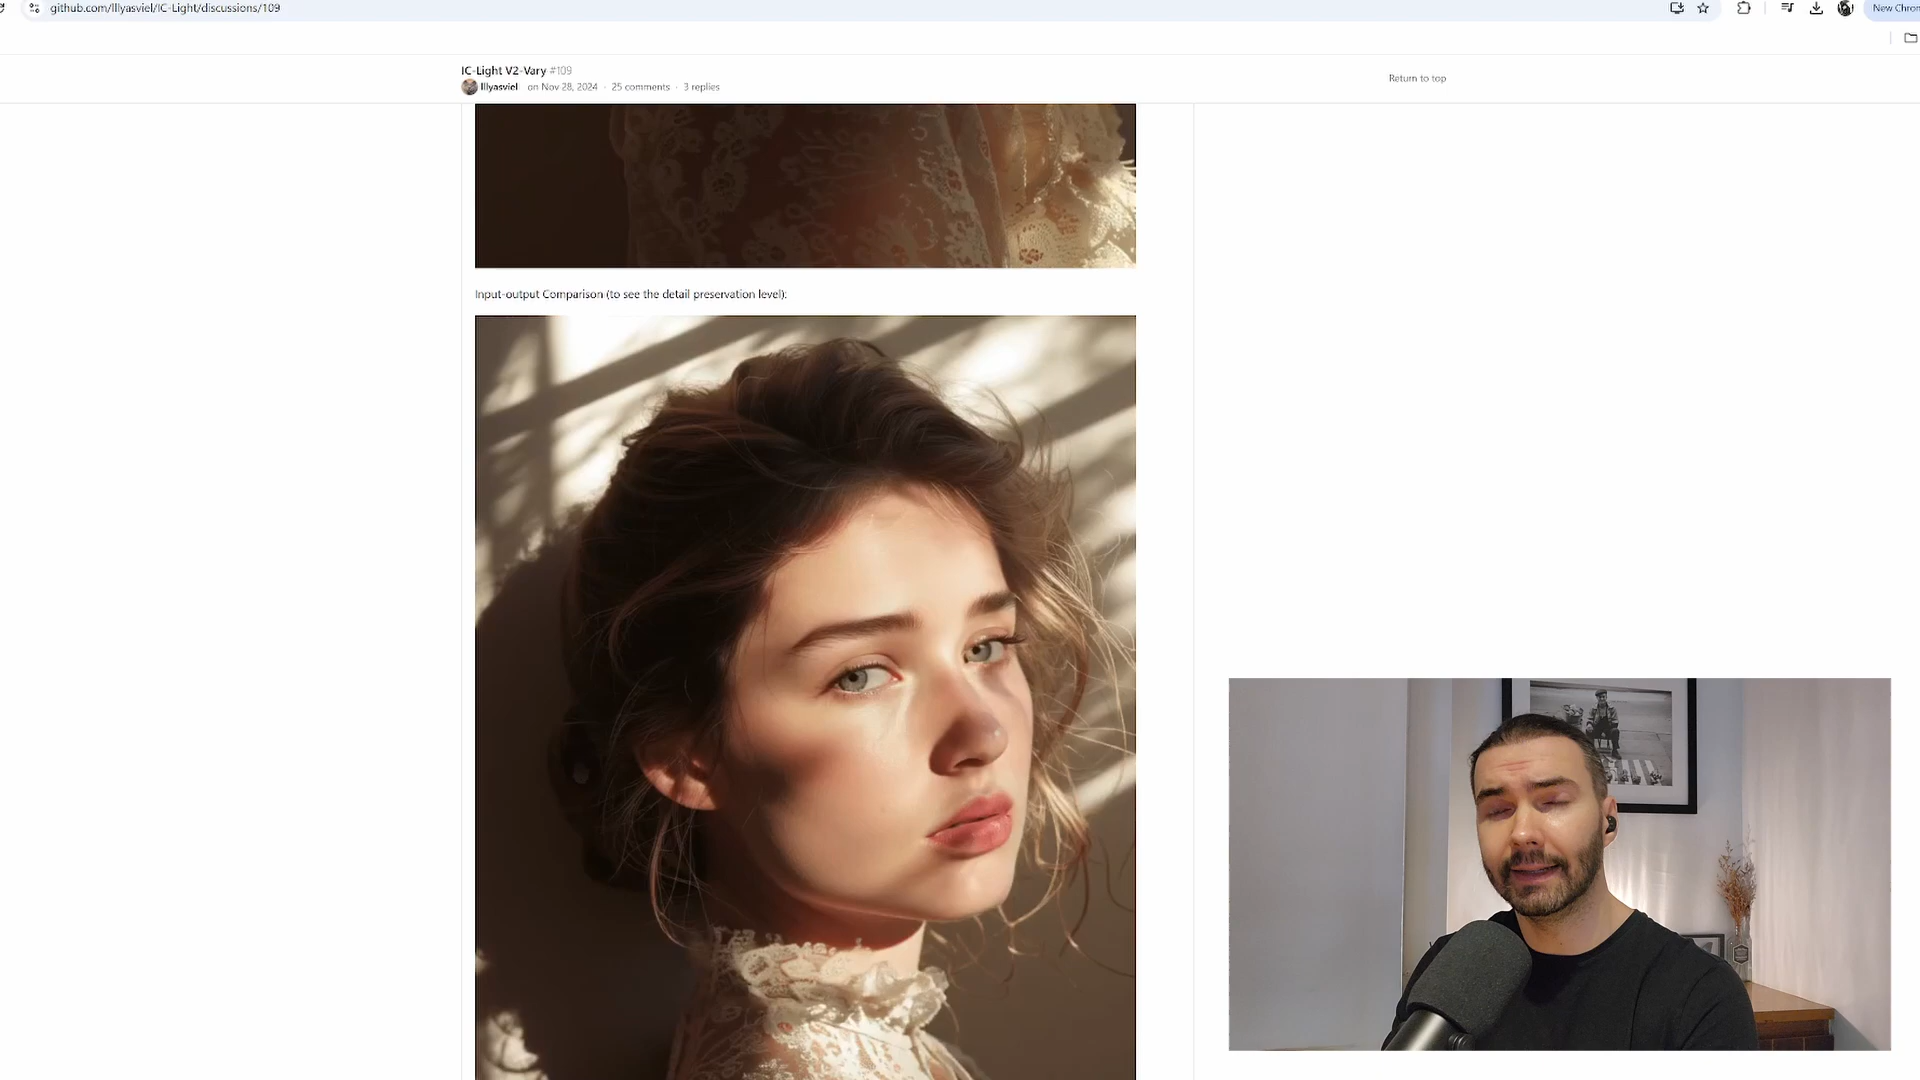 github.com/lllyasviel/IC-Light/discussions/109
New Chron
IC-Light V2-Vary #109
lllyasviel on Nov 28, 2024 · 25 comments · 3 replies
Return to top
Input-output Comparison (to see the detail preservation level):